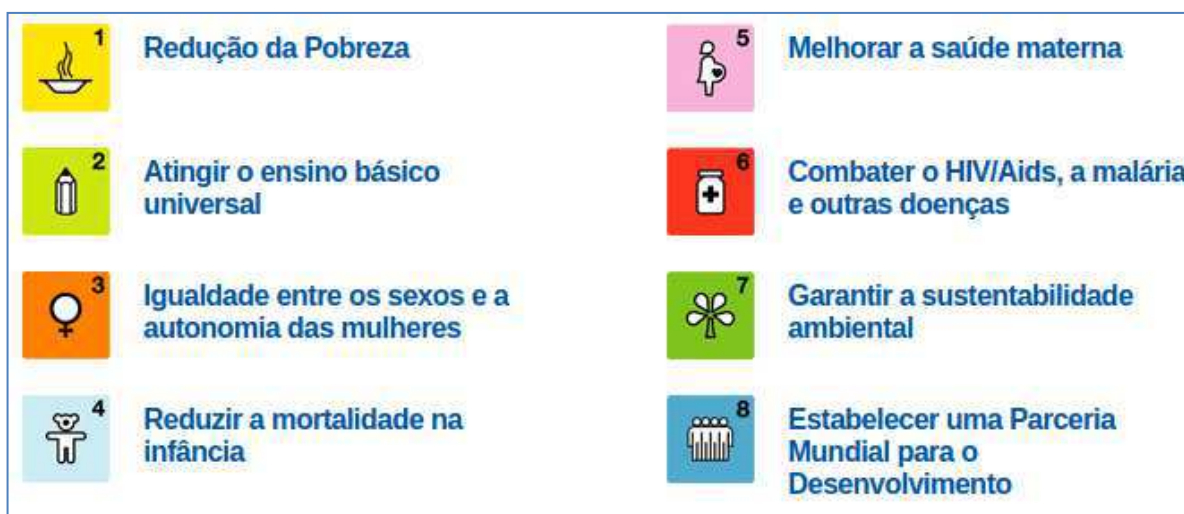 1
Redução da Pobreza
2
Atingir o ensino básico
universal
3
Igualdade entre os sexos e a
autonomia das mulheres
4
Reduzir a mortalidade na
infância
5
Melhorar a saúde materna
6
Combater o HIV/Aids, a malária
e outras doenças
7
Garantir a sustentabilidade
ambiental
8
Estabelecer uma Parceria
Mundial para o
Desenvolvimento